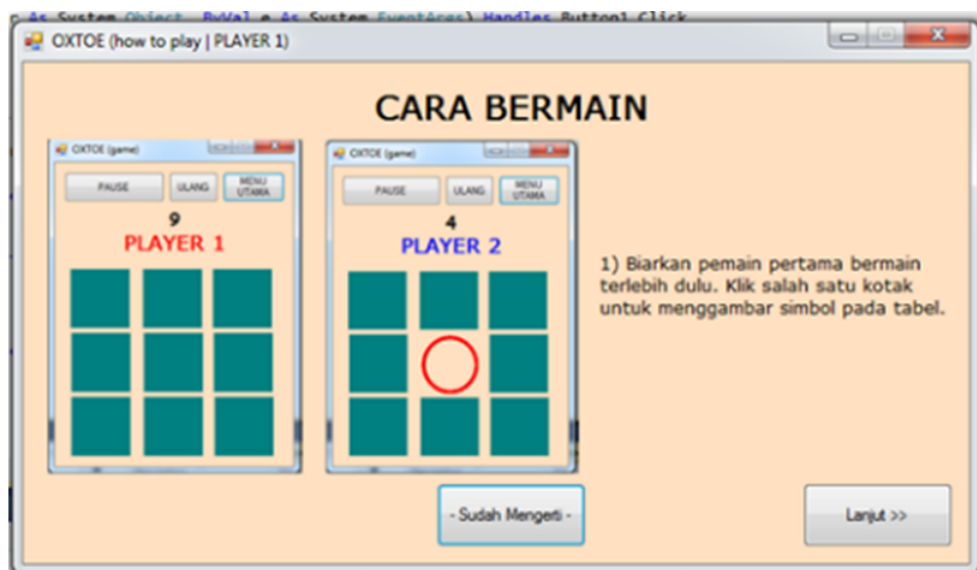 As System.Object, ByVal e As System.EventArgs) Handles Button1.Click
OXTOE (how to play | PLAYER 1)
CARA BERMAIN
OXTOE (game)
PAUSE
ULANG
MENU
UTAMA
9
PLAYER 1
OXTOE (game)
PAUSE
ULANG
MENU
UTAMA
4
PLAYER 2
1) Biarkan pemain pertama bermain
terlebih dulu. Klik salah satu kotak
untuk menggambar simbol pada tabel.
- Sudah Mengerti -
Lanjut >>